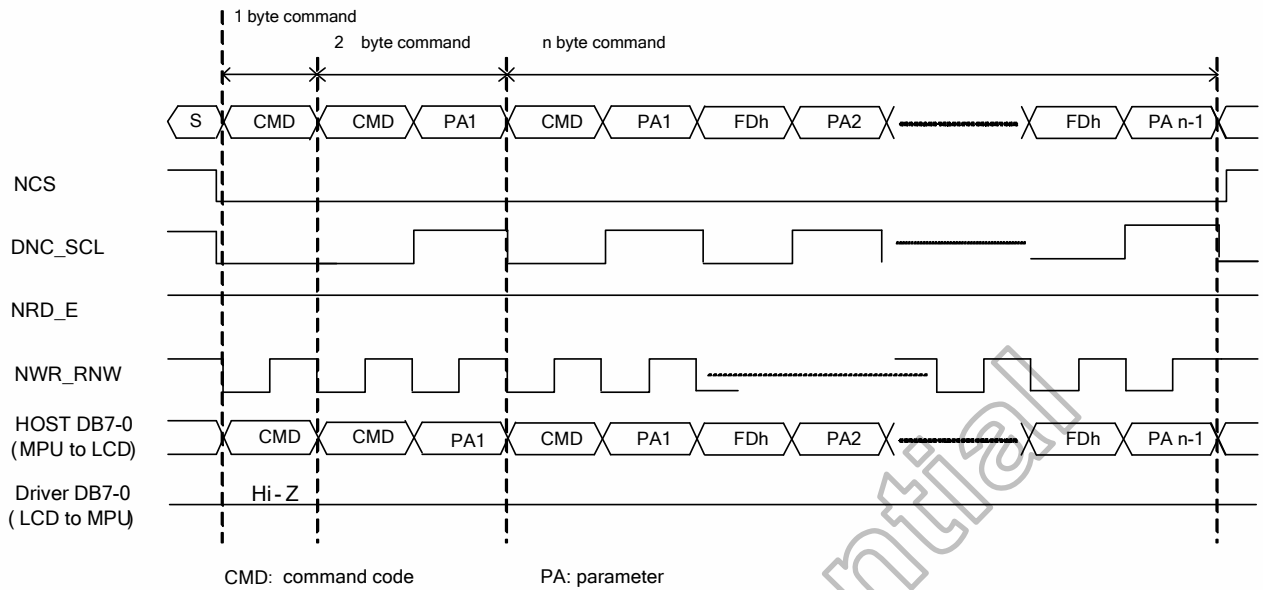 1 byte command
2 byte command
n byte command
S CMD CMD PA1 CMD PA1 FDh PA2 FDh PA n-1
NCS
DNC_SCL
NRD_E
NWR_RNW
HOST DB7-0
(MPU to LCD)
CMD CMD PA1 CMD PA1 FDh PA2 FDh PA n-1
Driver DB7-0
( LCD to MPU)
Hi-Z
CMD: command code
PA: parameter
ntial